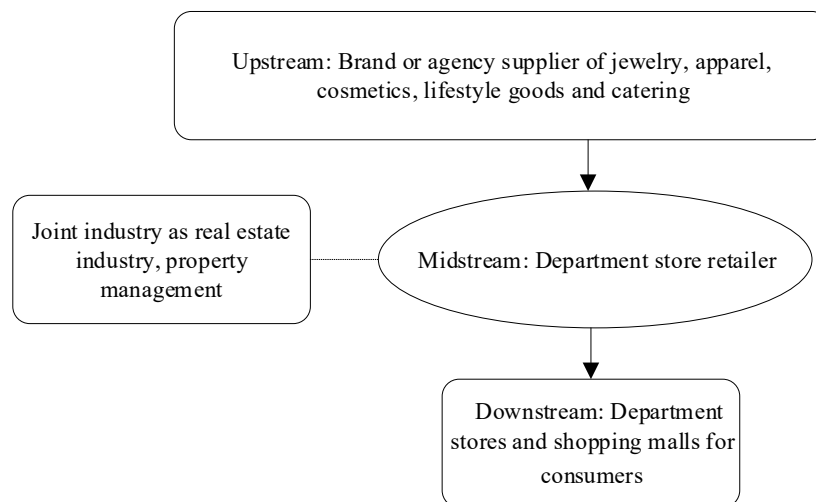 Upstream: Brand or agency supplier of jewelry, apparel,
cosmetics, lifestyle goods and catering
Joint industry as real estate
industry, property
management
Midstream: Department store retailer
Downstream: Department
stores and shopping malls for
consumers